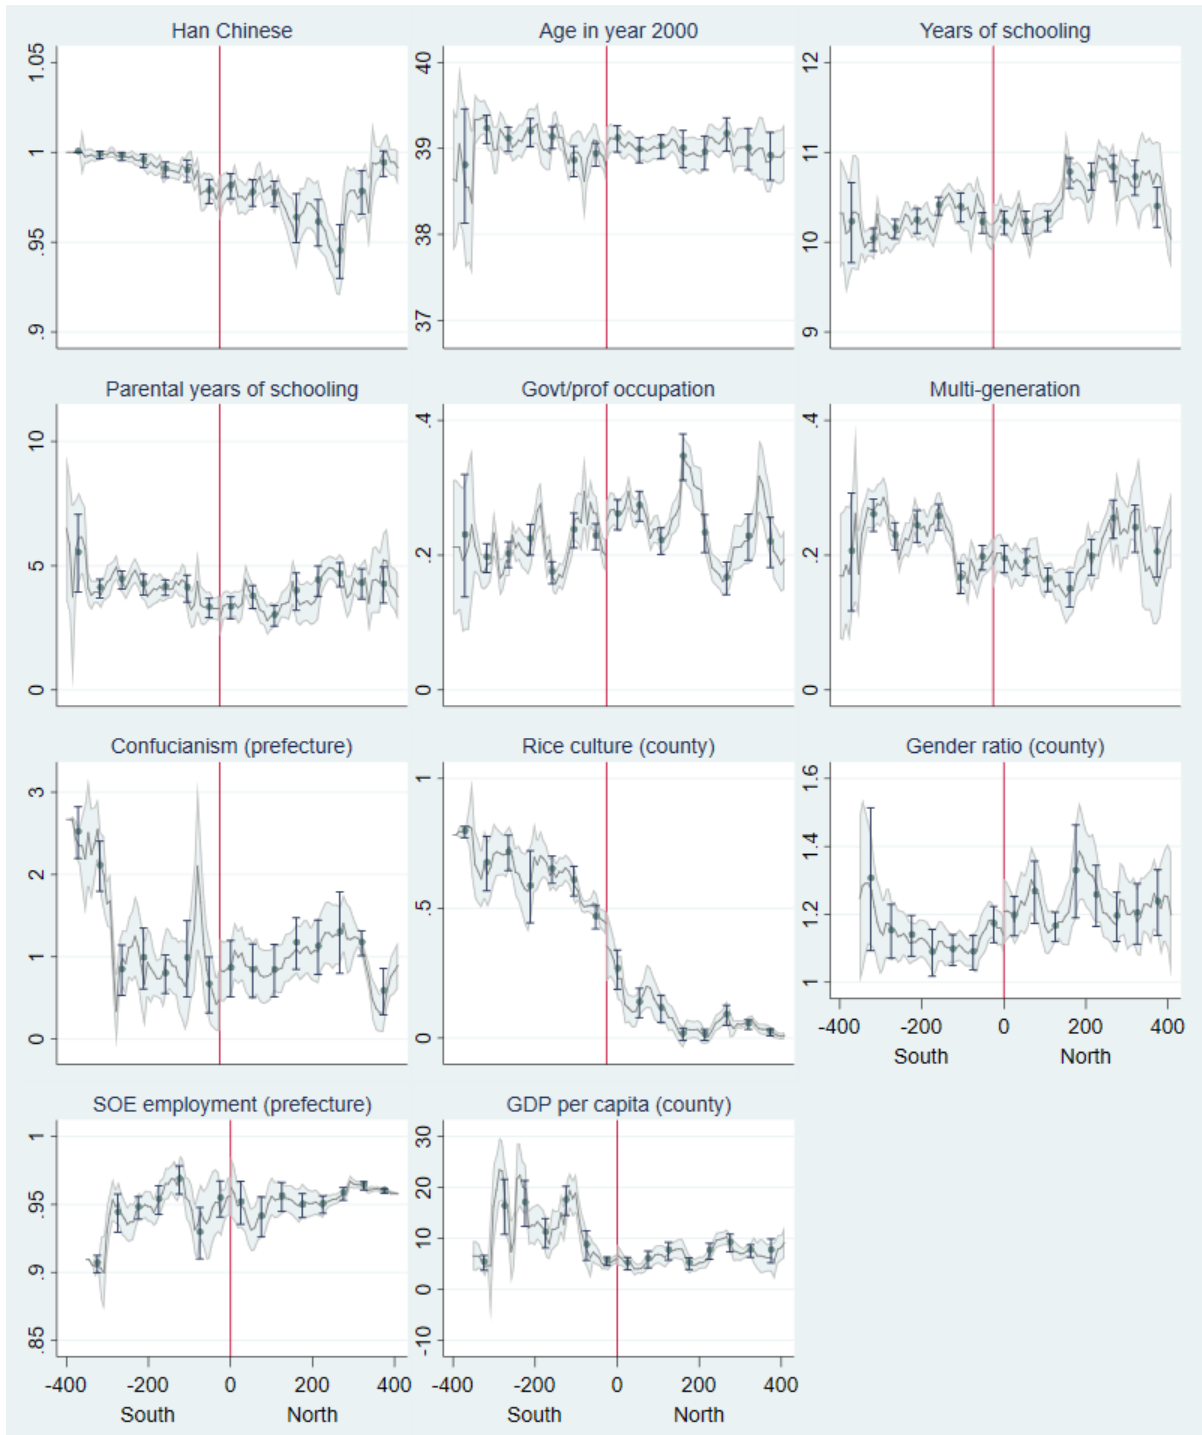 Han Chinese
Age in year 2000
Years of schooling
1.05
1
.95
.9
40
39
38
37
12
11
10
9
Parental years of schooling
Govt/prof occupation
Multi-generation
10
5
0
.4
.2
0
.4
.2
0
Confucianism (prefecture)
Rice culture (county)
Gender ratio (county)
3
2
1
0
1
.5
0
1.6
1.4
1.2
1
-400 -200 0 200 400
South North
SOE employment (prefecture)
GDP per capita (county)
1
.95
.9
.85
30
20
10
0
-10
-400 -200 0 200 400
South North
-400 -200 0 200 400
South North